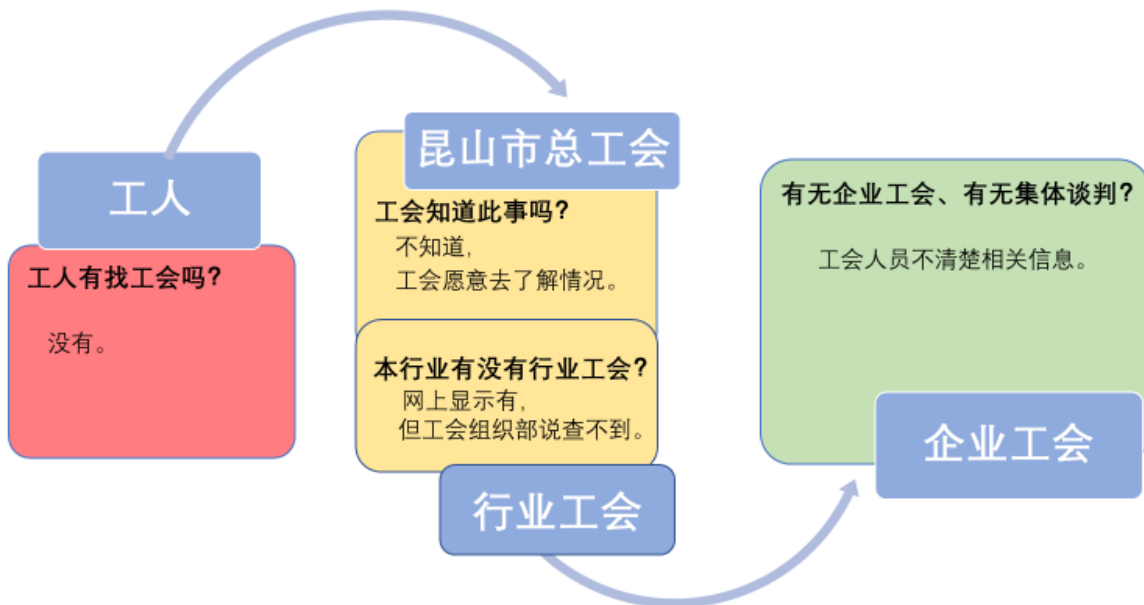 工人
工人有找工会吗？
没有。
昆山市总工会
工会知道此事吗？
不知道，
工会愿意去了解情况。
本行业有没有行业工会？
网上显示有，
但工会组织部说查不到。
行业工会
有无企业工会、有无集体谈判？
工会人员不清楚相关信息。
企业工会